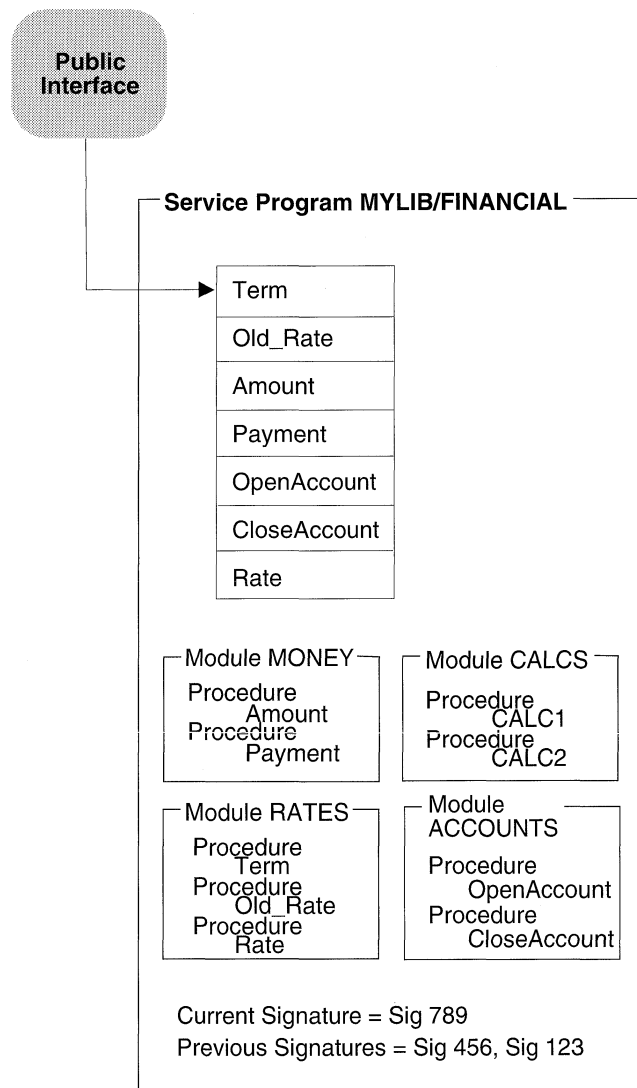 Public
Interface
Service Program MYLIB/FINANCIAL
Term
Old_Rate
Amount
Payment
OpenAccount
CloseAccount
Rate
Module MONEY
Procedure
Amount
Procedure
Payment
Module CALCS
Procedure
CALC1
Procedure
CALC2
Module RATES
Procedure
Term
Procedure
Old_Rate
Procedure
Rate
Module
ACCOUNTS
Procedure
OpenAccount
Procedure
CloseAccount
Current Signature = Sig 789
Previous Signatures = Sig 456, Sig 123